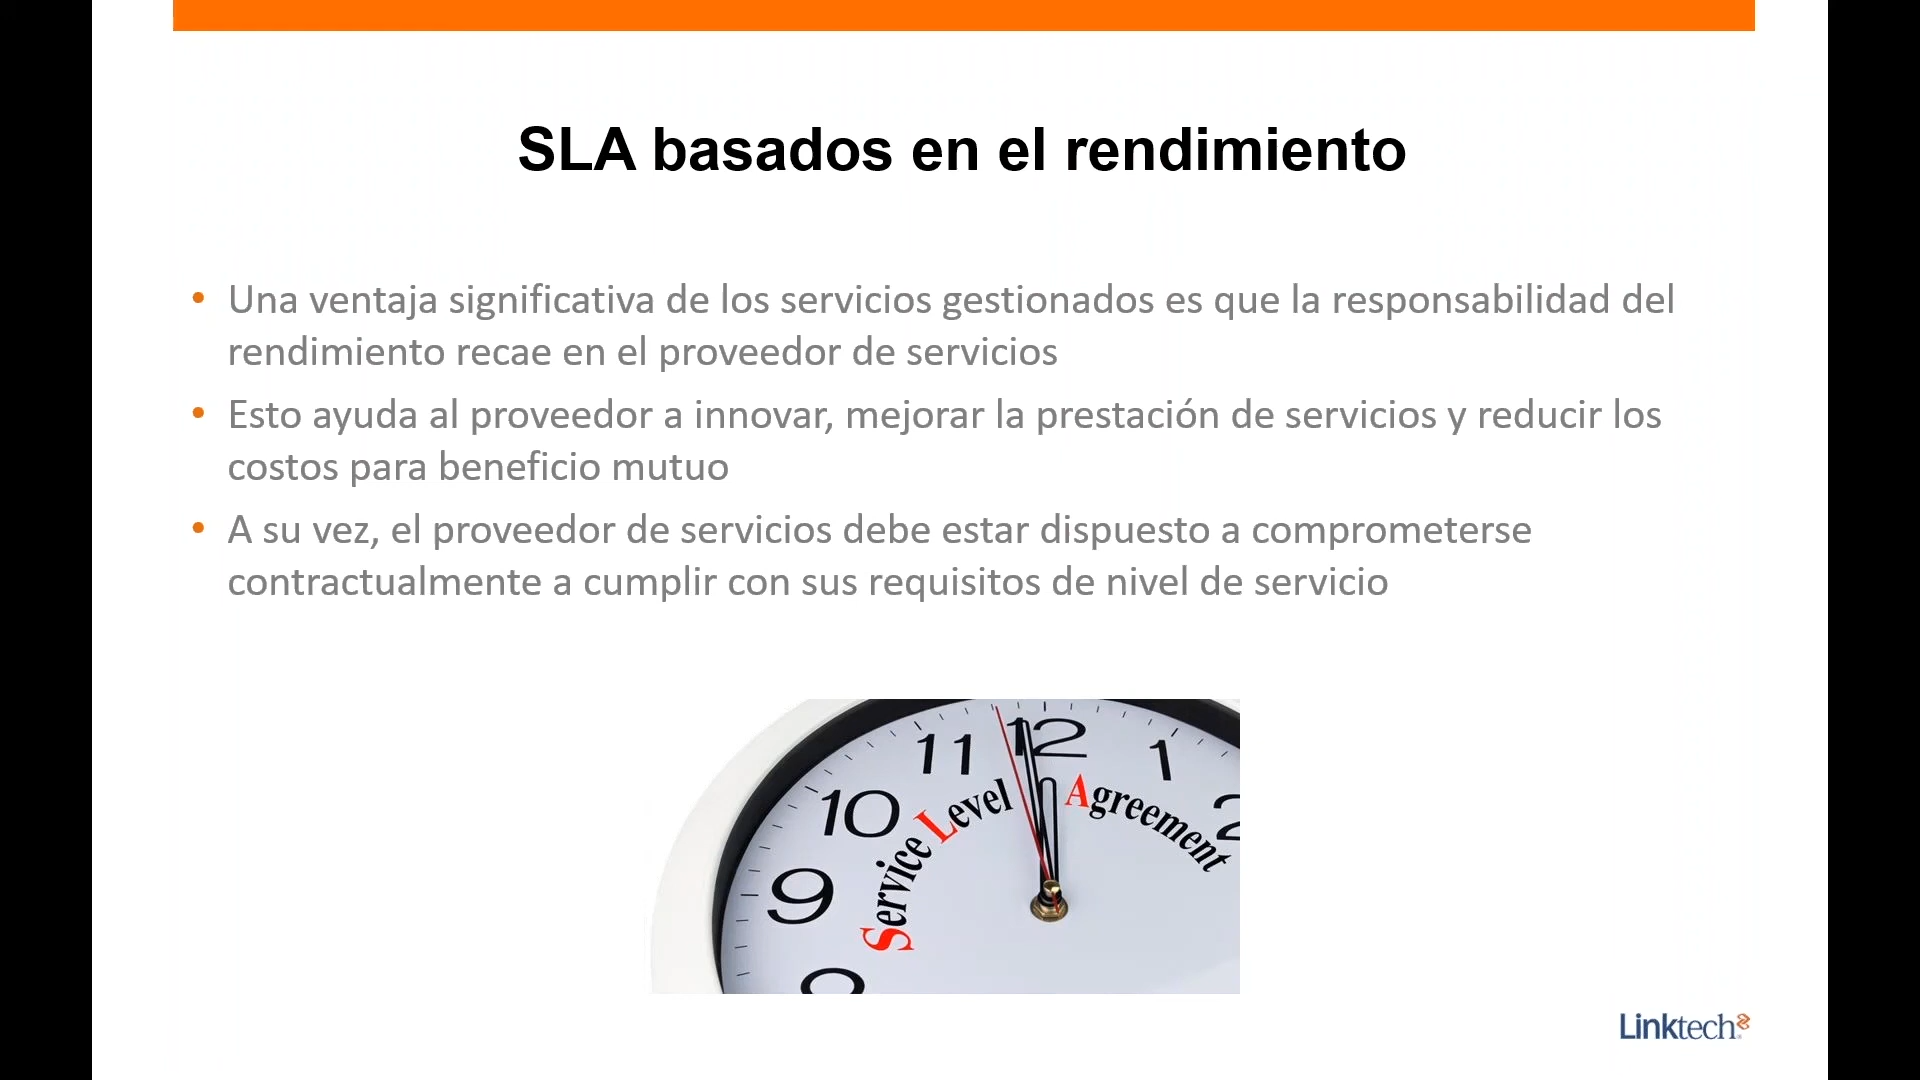 SLA basados en el rendimiento
• Una ventaja significativa de los servicios gestionados es que la responsabilidad del
rendimiento recae en el proveedor de servicios
• Esto ayuda al proveedor a innovar, mejorar la prestación de servicios y reducir los
costos para beneficio mutuo
• A su vez, el proveedor de servicios debe estar dispuesto a comprometerse
contractualmente a cumplir con sus requisitos de nivel de servicio
11 12 1
10 2
9
8
Service Level Agreement
Linktech